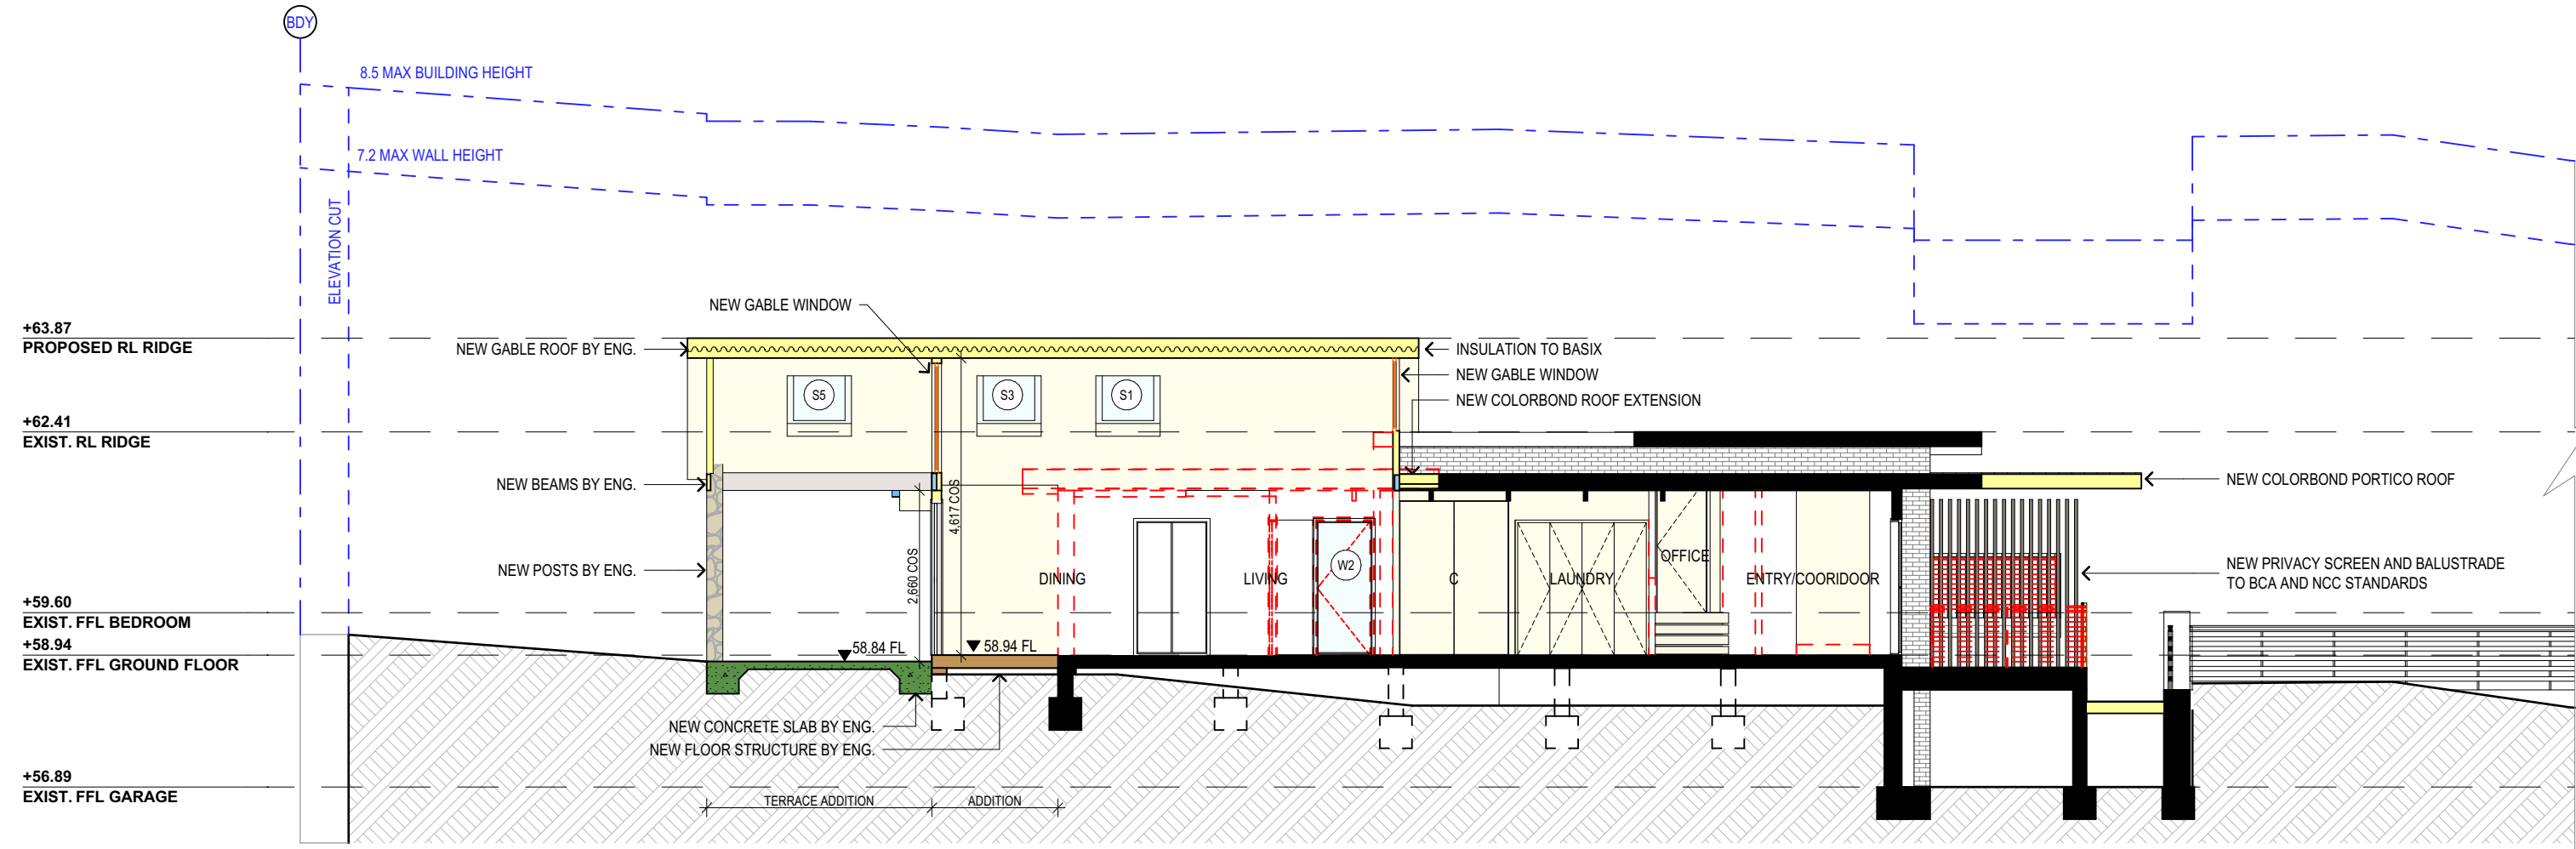 BDY
8.5 MAX BUILDING HEIGHT
7.2 MAX WALL HEIGHT
ELEVATION CUT
NEW GABLE WINDOW
+63.87
PROPOSED RL RIDGE
NEW GABLE ROOF BY ENG.
INSULATION TO BASIX
NEW GABLE WINDOW
NEW COLORBOND ROOF EXTENSION
S5
S3
S1
+62.41
EXIST. RL RIDGE
NEW BEAMS BY ENG.
NEW COLORBOND PORTICO ROOF
4,617 COS
2,660 COS
NEW POSTS BY ENG.
DINING
LIVING
W2
C
LAUNDRY
OFFICE
ENTRY/COORIDOOR
NEW PRIVACY SCREEN AND BALUSTRADE
TO BCA AND NCC STANDARDS
+59.60
EXIST. FFL BEDROOM
+58.94
EXIST. FFL GROUND FLOOR
58.84 FL
58.94 FL
NEW CONCRETE SLAB BY ENG.
NEW FLOOR STRUCTURE BY ENG.
+56.89
EXIST. FFL GARAGE
TERRACE ADDITION
ADDITION